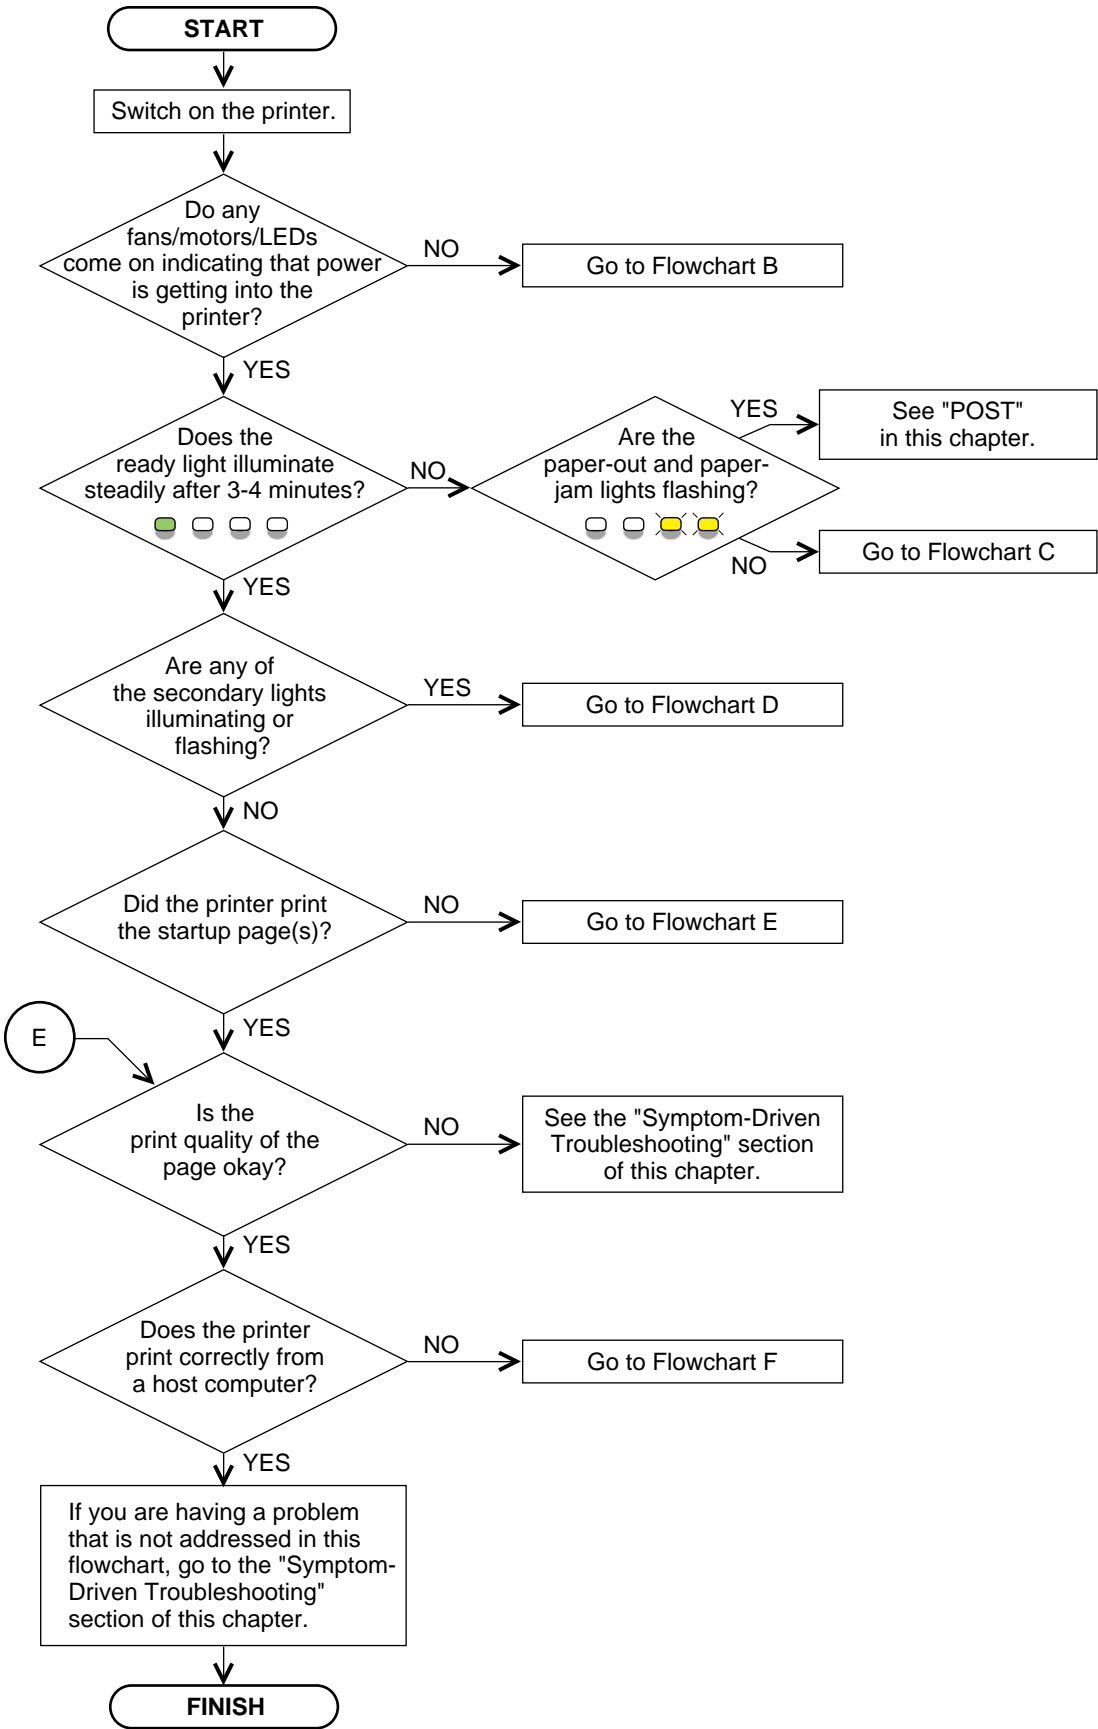 START
Switch on the printer.
Do any
fans/motors/LEDs
come on indicating that power
is getting into the
printer?
NO
Go to Flowchart B
YES
Does the
ready light illuminate
steadily after 3-4 minutes?
NO
Are the
paper-out and paper-
jam lights flashing?
YES
See "POST"
in this chapter.
NO
Go to Flowchart C
YES
Are any of
the secondary lights
illuminating or
flashing?
YES
Go to Flowchart D
NO
Did the printer print
the startup page(s)?
NO
Go to Flowchart E
YES
E
Is the
print quality of the
page okay?
NO
See the "Symptom-Driven
Troubleshooting" section
of this chapter.
YES
Does the printer
print correctly from
a host computer?
NO
Go to Flowchart F
YES
If you are having a problem
that is not addressed in this
flowchart, go to the "Symptom-
Driven Troubleshooting"
section of this chapter.
FINISH